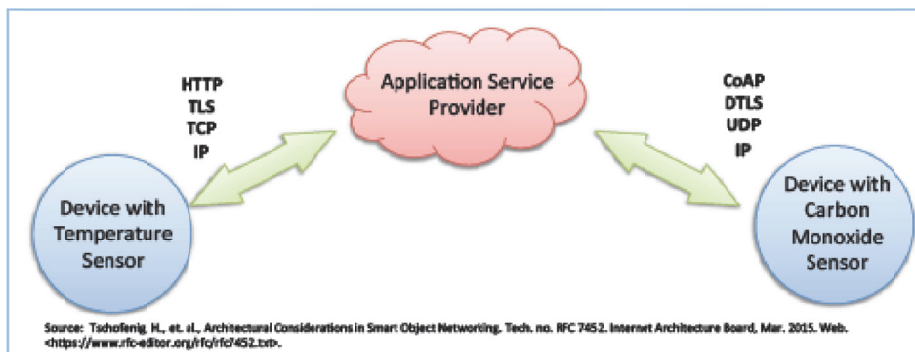 Application Service
Provider
HTTP
TLS
TCP
IP
CoAP
DTLS
UDP
IP
Device with
Temperature
Sensor
Device with
Carbon
Monoxide
Sensor
Source: Tschofenig, H., et. al., Architectural Considerations in Smart Object Networking. Tech. no. RFC 7452. Internet Architecture Board, Mar. 2015. Web.
<https://www.rfc-editor.org/rfc/rfc7452.txt>.